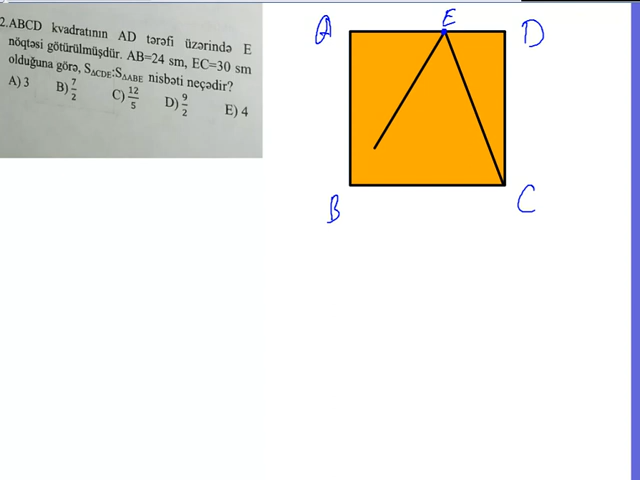 2.ABCD kvadratının AD tərəfi üzərində E
nöqtəsi götürülmüşdür. AB=24 sm, EC=30 sm
olduğuna görə, SΔCDE:SΔABE nisbəti neçədir?
A) 3 B) 7/2 C) 12/5 D) 9/2 E) 4
A E D
B C